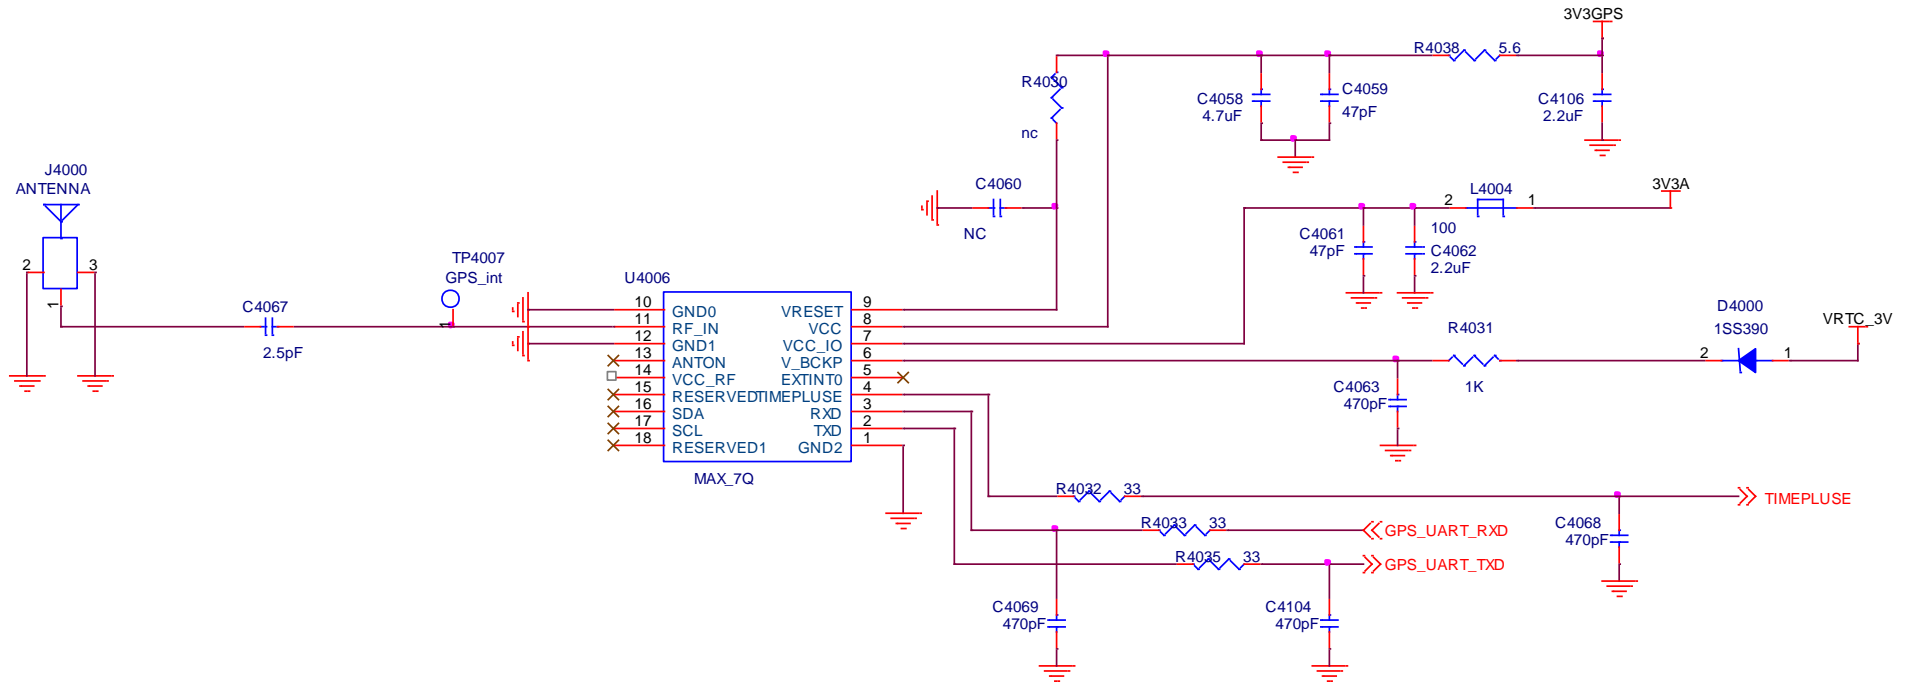 3V3GPS
R4038 5.6
R4030
nc
C4058
4.7uF
C4059
47pF
C4106
2.2uF
J4000
ANTENNA
2
3
1
C4067
2.5pF
TP4007
GPS_int
1
C4060
NC
3V3A
L4004
2
1
100
C4061
47pF
C4062
2.2uF
U4006
10 GND0 VRESET 9
11 RF_IN VCC 8
12 GND1 VCC_IO 7
13 ANTON V_BCKP 6
14 VCC_RF EXTINT0 5
15 RESERVEDTIMEPLUSE 4
16 SDA RXD 3
17 SCL TXD 2
18 RESERVED1 GND2 1
MAX_7Q
D4000
1SS390
2
1
VRTC_3V
R4031
1K
C4063
470pF
R4032 33
TIMEPLUSE
R4033 33
GPS_UART_RXD
R4035 33
GPS_UART_TXD
C4068
470pF
C4069
470pF
C4104
470pF